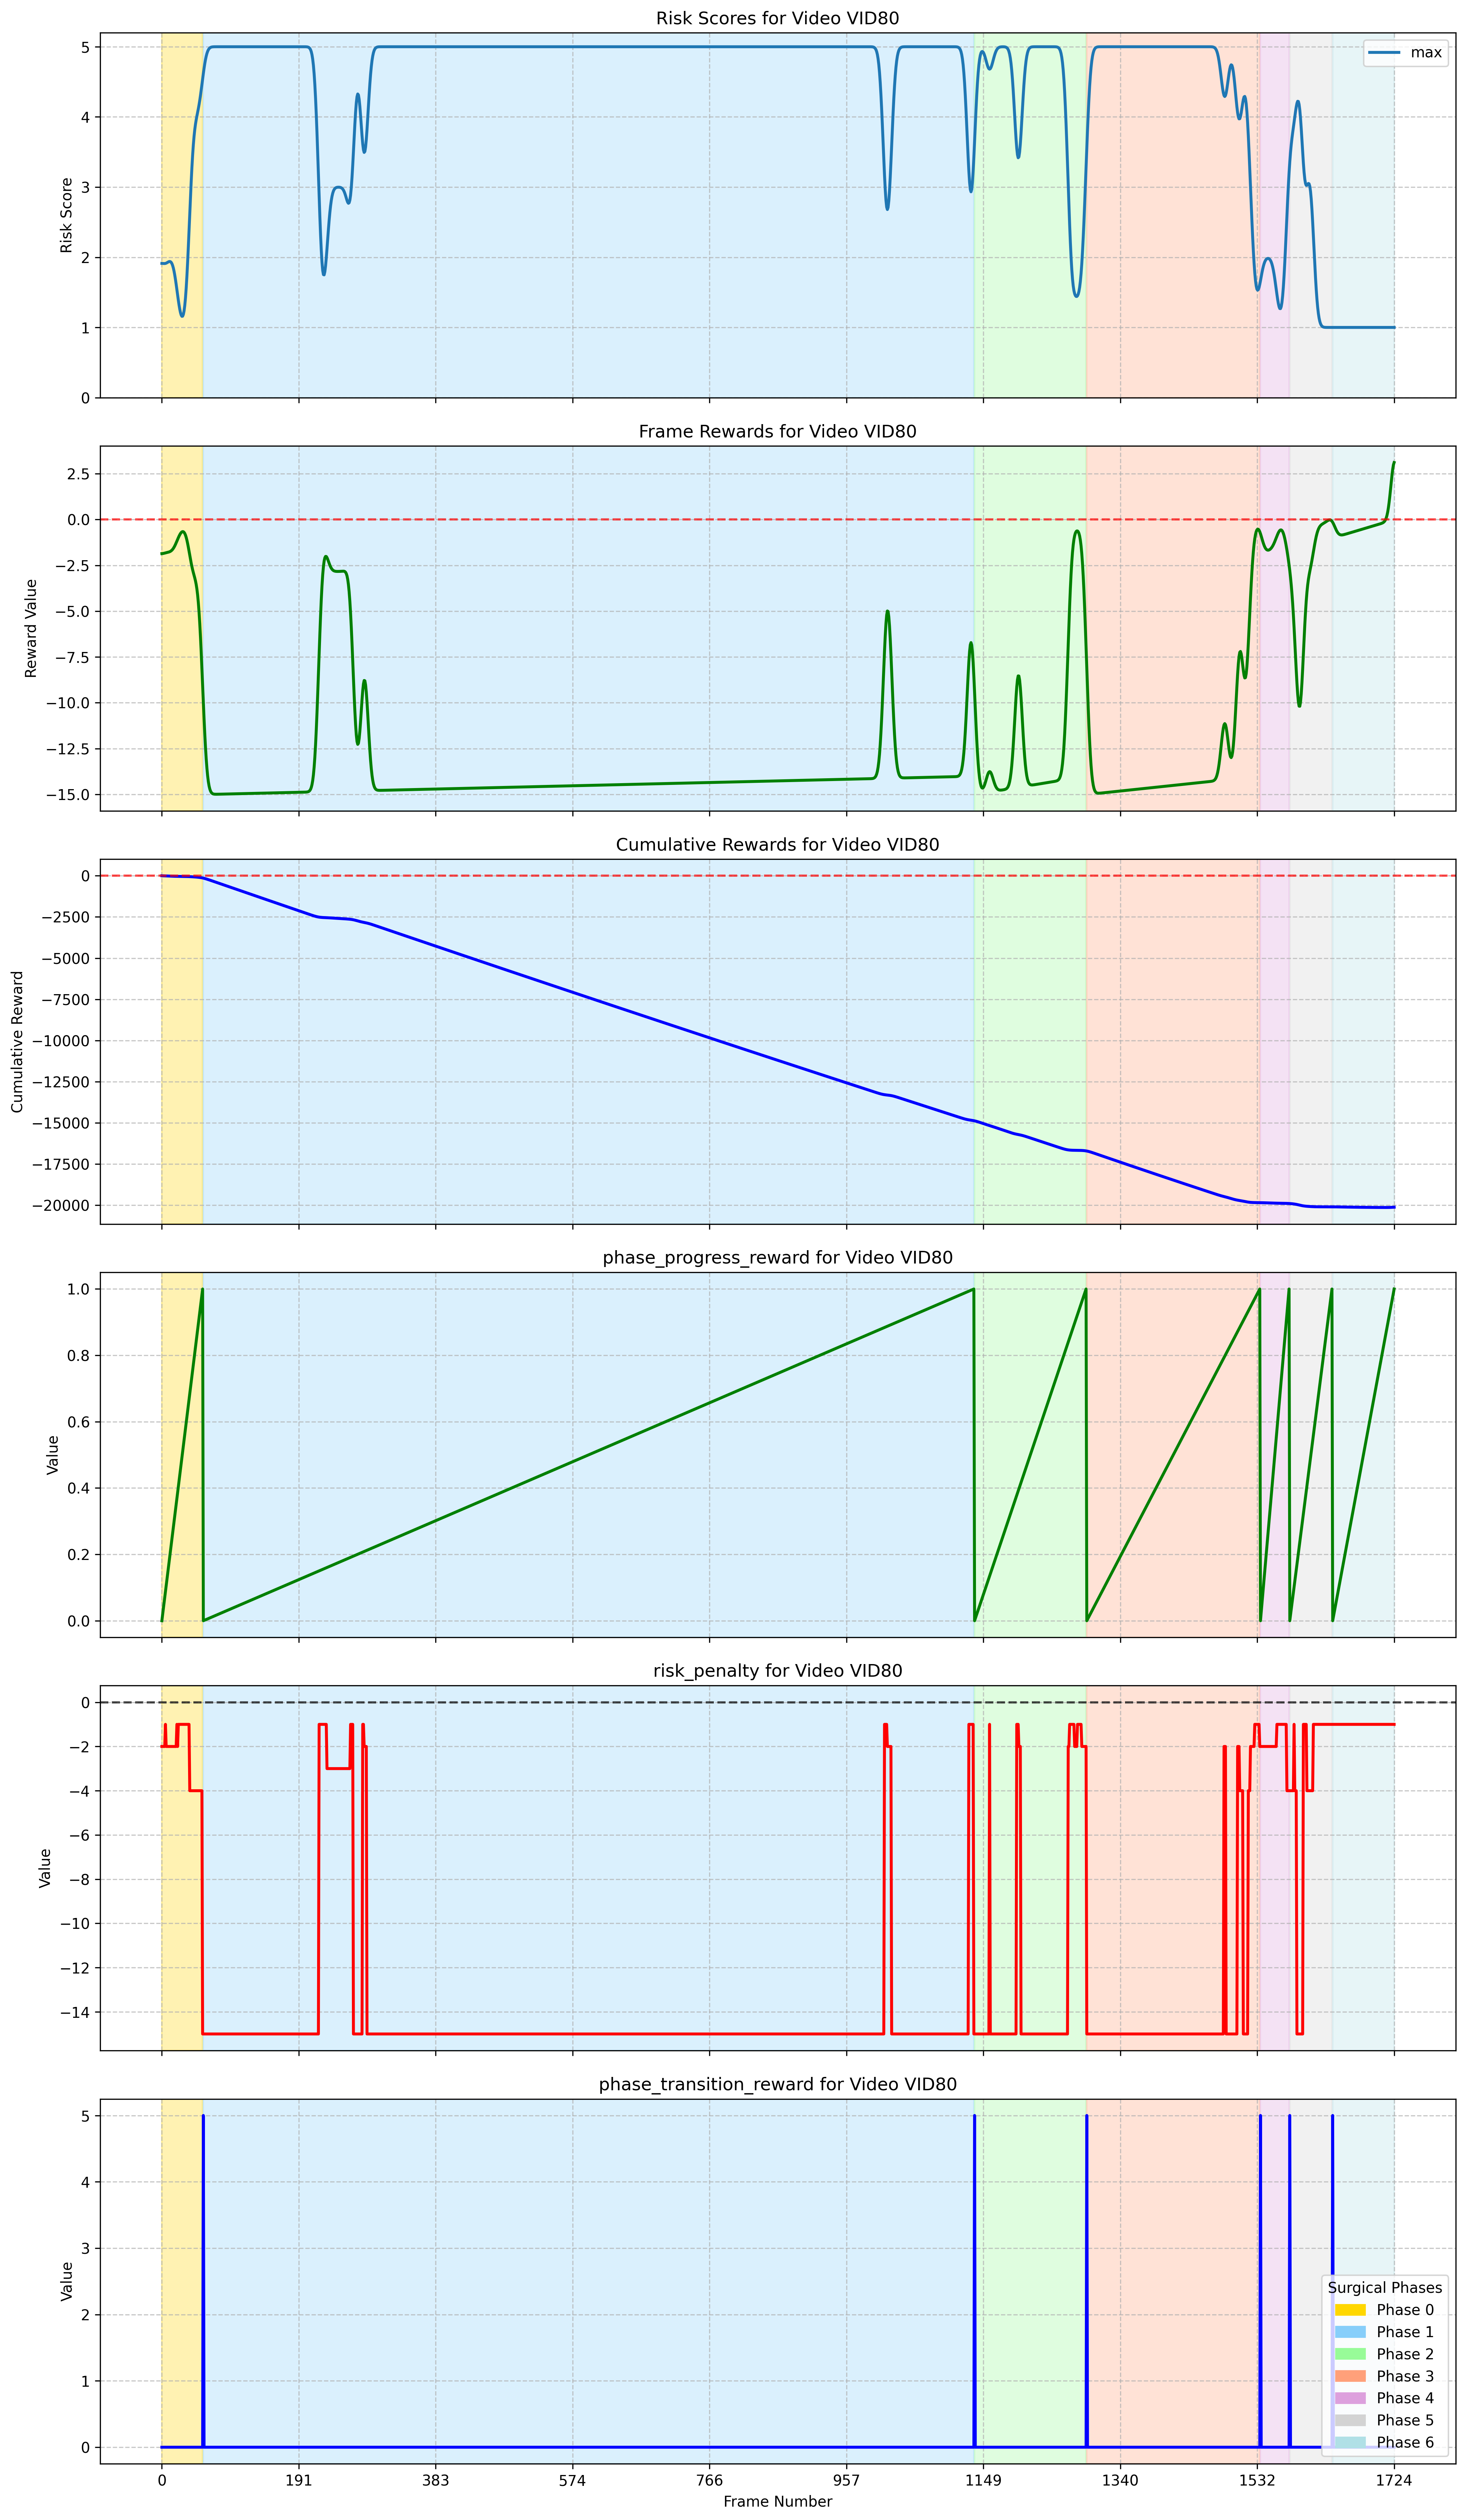 Risk Scores for Video VID80
max
5
4
3
2
1
0
Risk Score
Frame Rewards for Video VID80
2.5
0.0
−2.5
−5.0
−7.5
−10.0
−12.5
−15.0
Reward Value
Cumulative Rewards for Video VID80
0
−2500
−5000
−7500
−10000
−12500
−15000
−17500
−20000
Cumulative Reward
phase_progress_reward for Video VID80
1.0
0.8
0.6
0.4
0.2
0.0
Value
risk_penalty for Video VID80
0
−2
−4
−6
−8
−10
−12
−14
Value
phase_transition_reward for Video VID80
5
4
3
2
1
0
Value
Surgical Phases
Phase 0
Phase 1
Phase 2
Phase 3
Phase 4
Phase 5
Phase 6
0 191 383 574 766 957 1149 1340 1532 1724
Frame Number